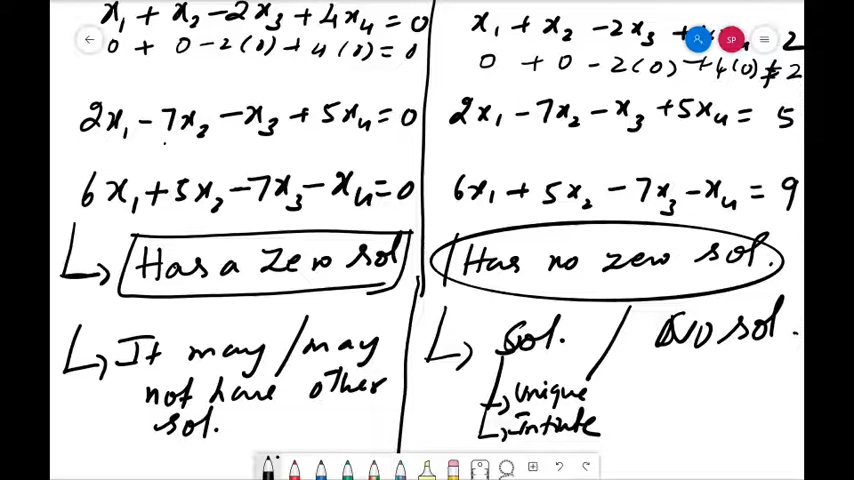 x₁ + x₂ - 2x₃ + 4x₄ = 0
0 + 0 - 2(0) + 4(0) = 0
2x₁ - 7x₂ - x₃ + 5x₄ = 0
6x₁ + 5x₂ - 7x₃ - x₄ = 0
Has a zero sol
It may / may
not have other
sol.
x₁ + x₂ - 2x₃ + 2
SP
0 + 0 - 2(0) + 4(0) ≠ 2
2x₁ - 7x₂ - x₃ + 5x₄ = 5
6x₁ + 5x₂ - 7x₃ - x₄ = 9
Has no zero sol.
Sol. / No sol.
Unique